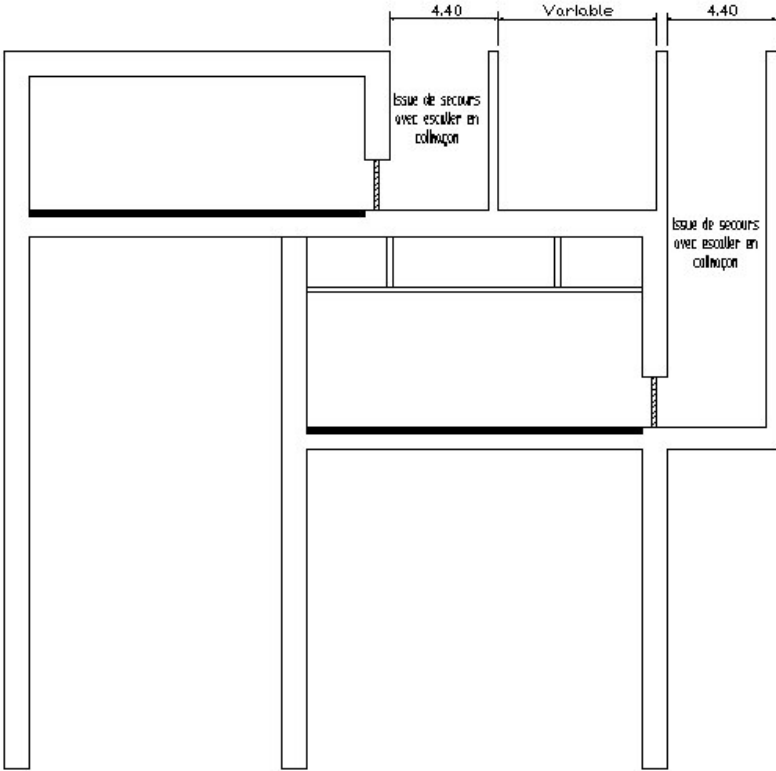 4.40
Variable
4.40
Issue de secours
avec escalier en
colimaçon
Issue de secours
avec escalier en
colimaçon